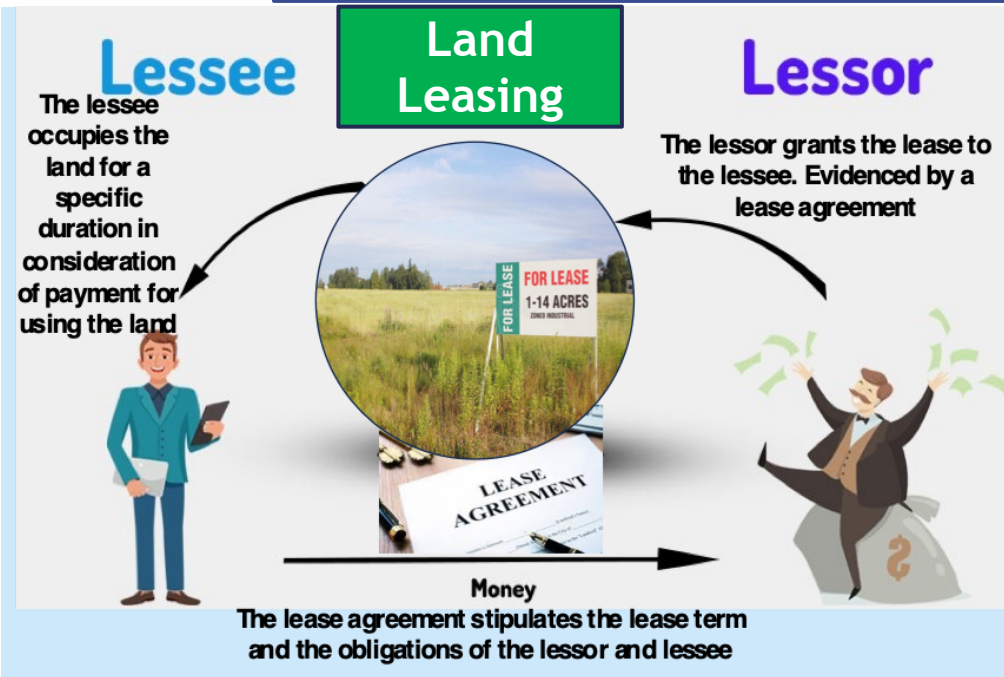 Land
Leasing
Lessee
The lessee
occupies the
land for a
specific
duration in
consideration
of payment for
using the land
Lessor
The lessor grants the lease to
the lessee. Evidenced by a
lease agreement
FOR LEASE
FOR LEASE
1-14 ACRES
ZONED INDUSTRIAL
LEASE
AGREEMENT
$
Money
The lease agreement stipulates the lease term
and the obligations of the lessor and lessee